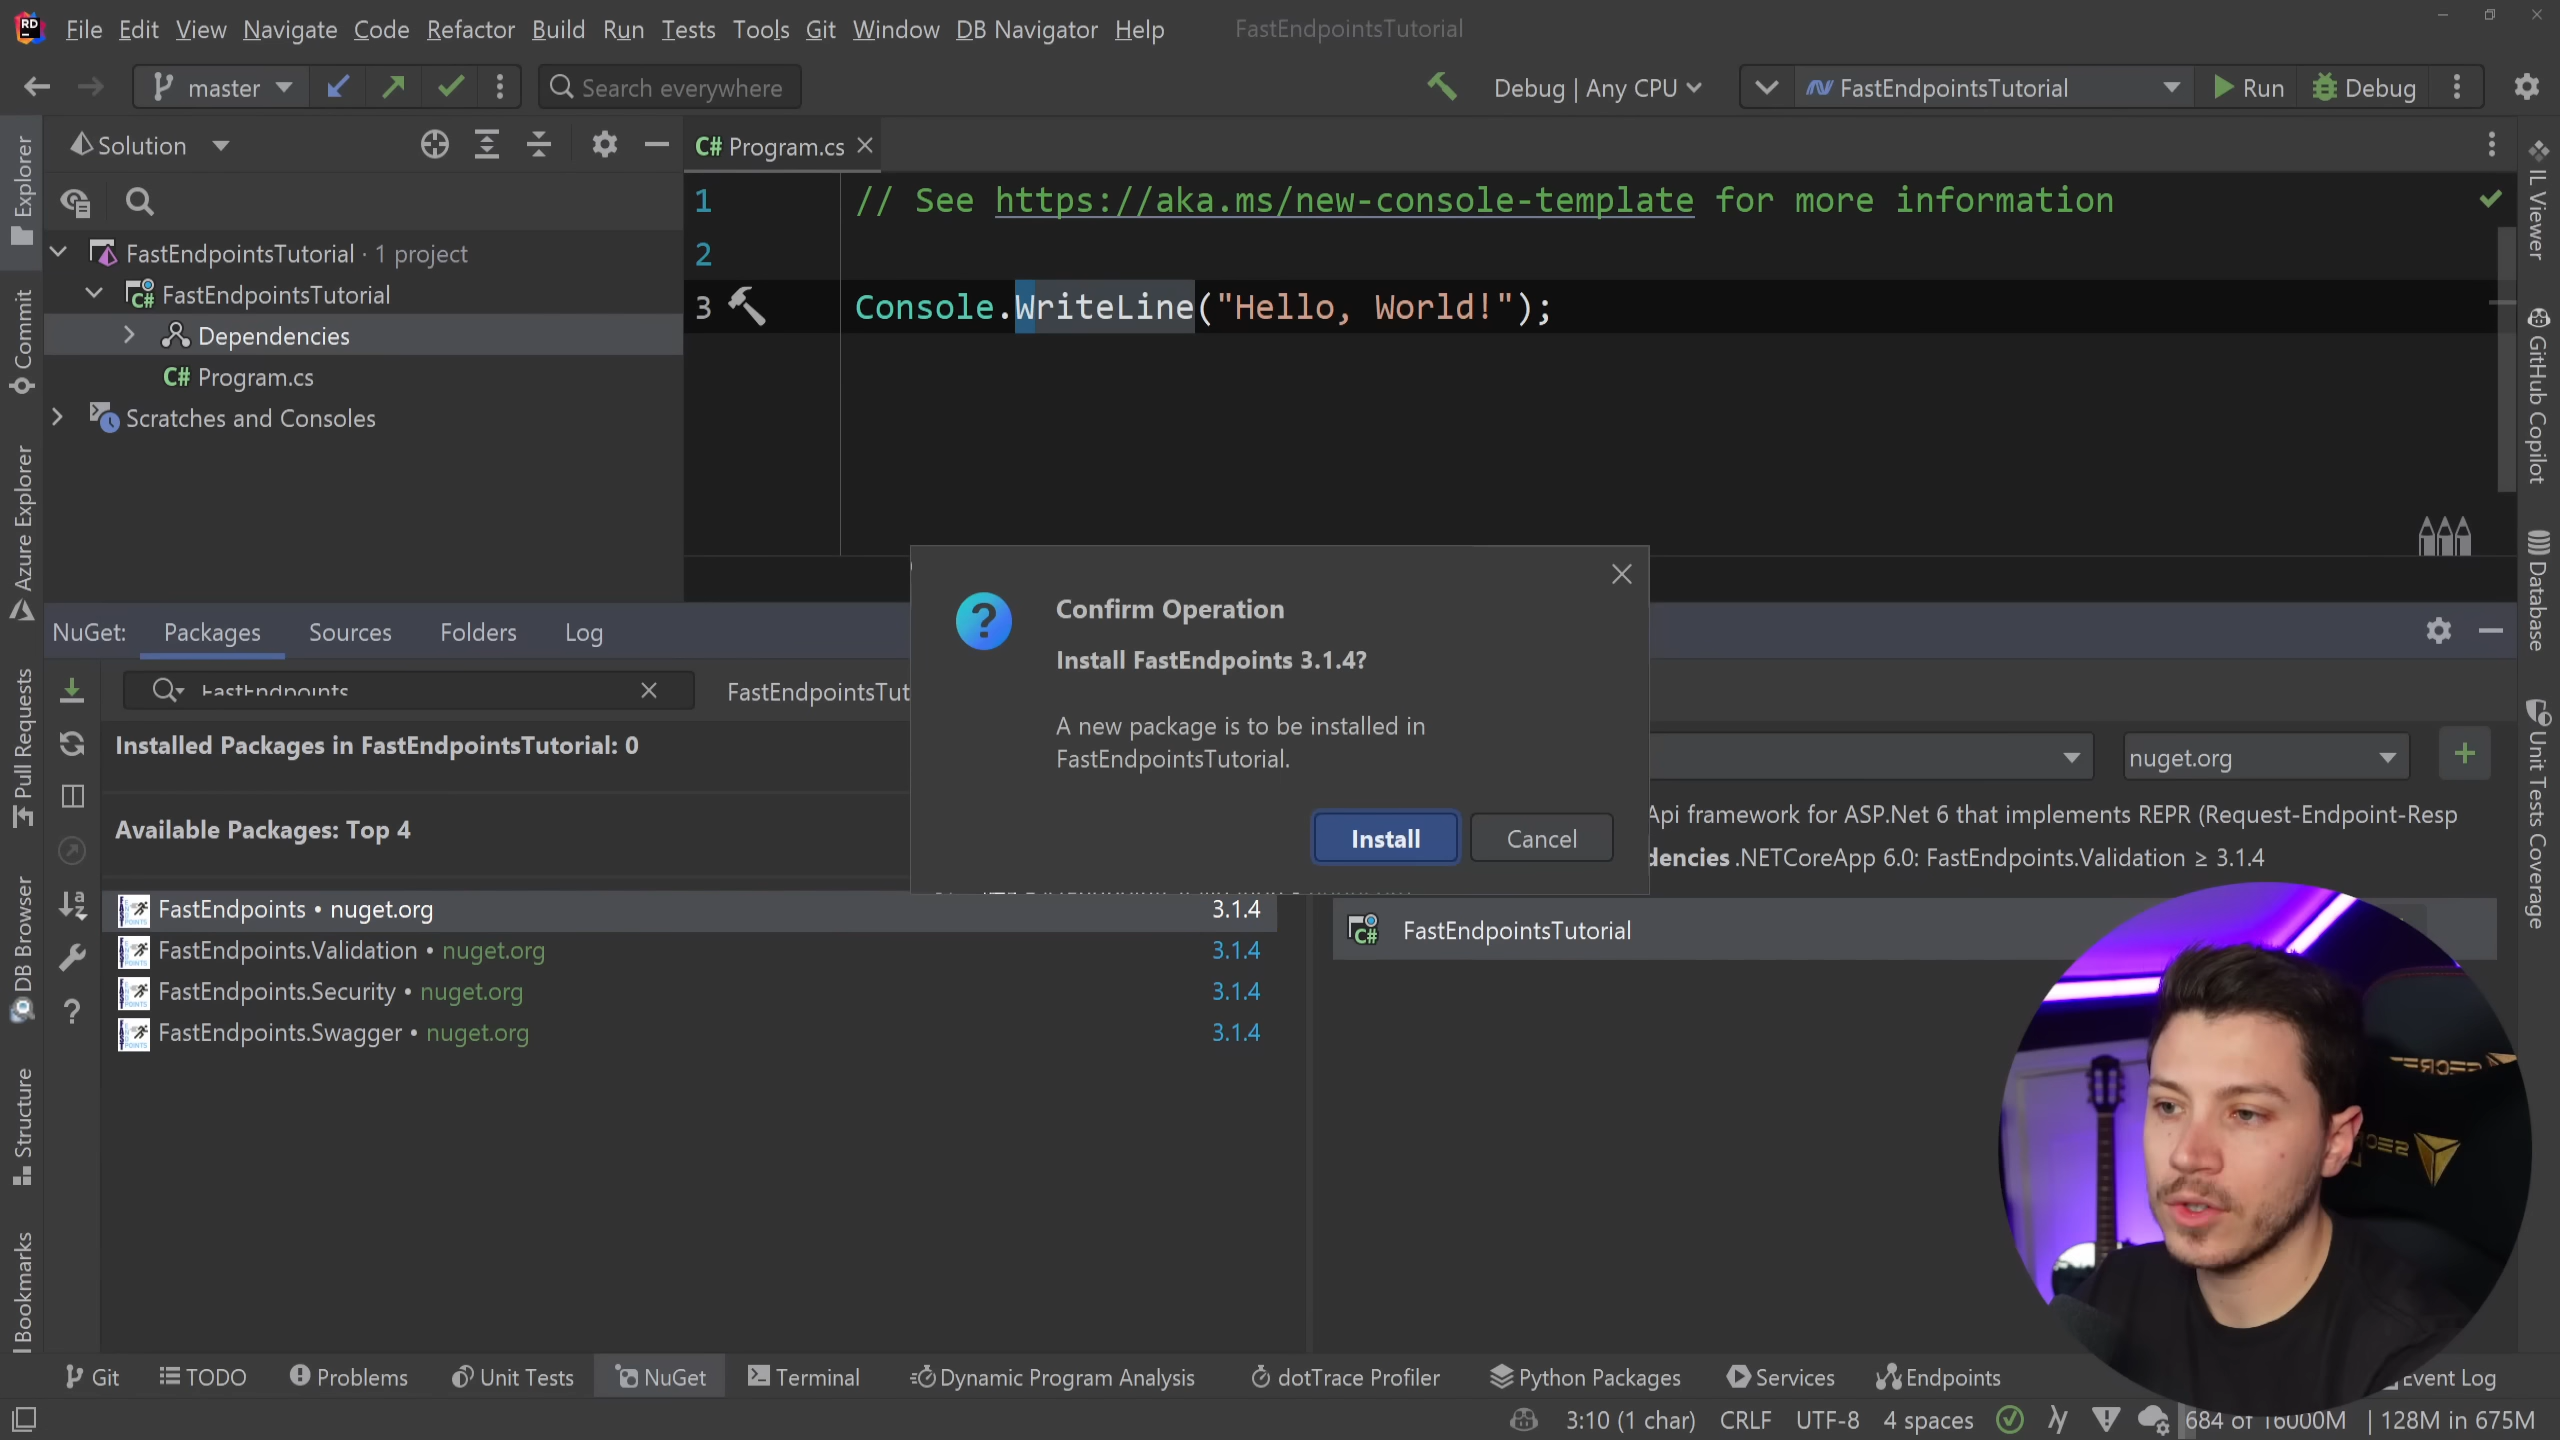 File Edit View Navigate Code Refactor Build Run Tests Tools Git Window DB Navigator Help FastEndpointsTutorial
master Search everywhere Debug | Any CPU FastEndpointsTutorial Run Debug
Solution
Program.cs
FastEndpointsTutorial · 1 project
FastEndpointsTutorial
Dependencies
C# Program.cs
Scratches and Consoles
1 // See https://aka.ms/new-console-template for more information
2
3 Console.WriteLine("Hello, World!");
Explorer
Commit
Azure Explorer
Pull Requests
DB Browser
Structure
Bookmarks
IL Viewer
GitHub Copilot
Database
Unit Tests Coverage
NuGet: Packages Sources Folders Log
FastEndpoints
FastEndpointsTut
Installed Packages in FastEndpointsTutorial: 0
Available Packages: Top 4
FastEndpoints • nuget.org 3.1.4
FastEndpoints.Validation • nuget.org 3.1.4
FastEndpoints.Security • nuget.org 3.1.4
FastEndpoints.Swagger • nuget.org 3.1.4
Confirm Operation
Install FastEndpoints 3.1.4?
A new package is to be installed in
FastEndpointsTutorial.
Install Cancel
nuget.org
Api framework for ASP.Net 6 that implements REPR (Request-Endpoint-Resp
dencies .NETCoreApp 6.0: FastEndpoints.Validation ≥ 3.1.4
FastEndpointsTutorial
Git TODO Problems Unit Tests NuGet Terminal Dynamic Program Analysis dotTrace Profiler Python Packages Services Endpoints Event Log
3:10 (1 char) CRLF UTF-8 4 spaces 684 of 16000M | 128M in 675M